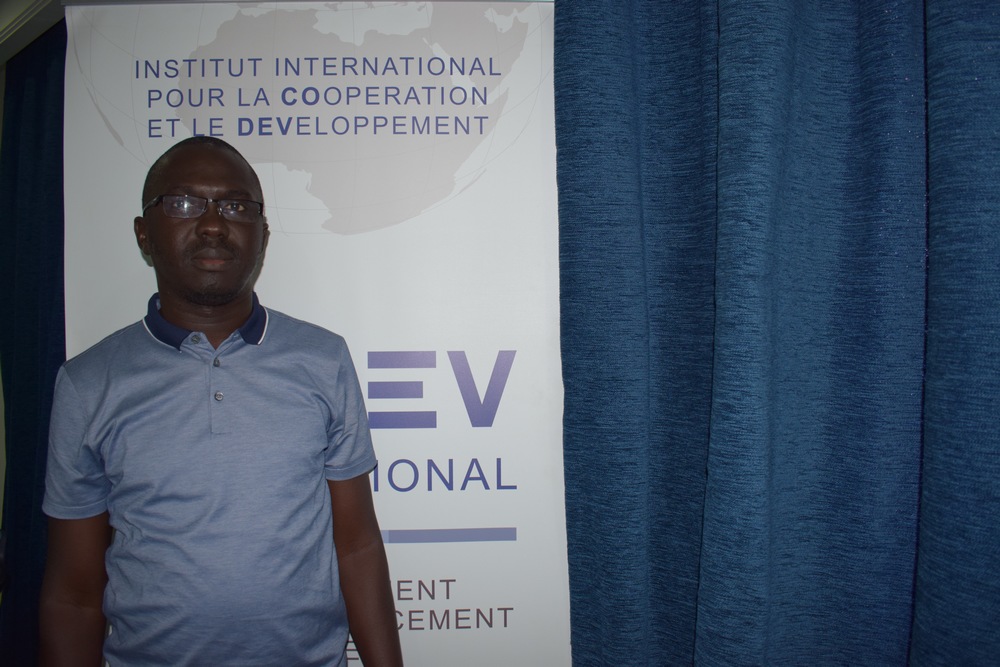 INSTITUT INTERNATIONAL
POUR LA COOPERATION
ET LE DEVELOPPEMENT
EV
IONAL
ENT
CEMENT